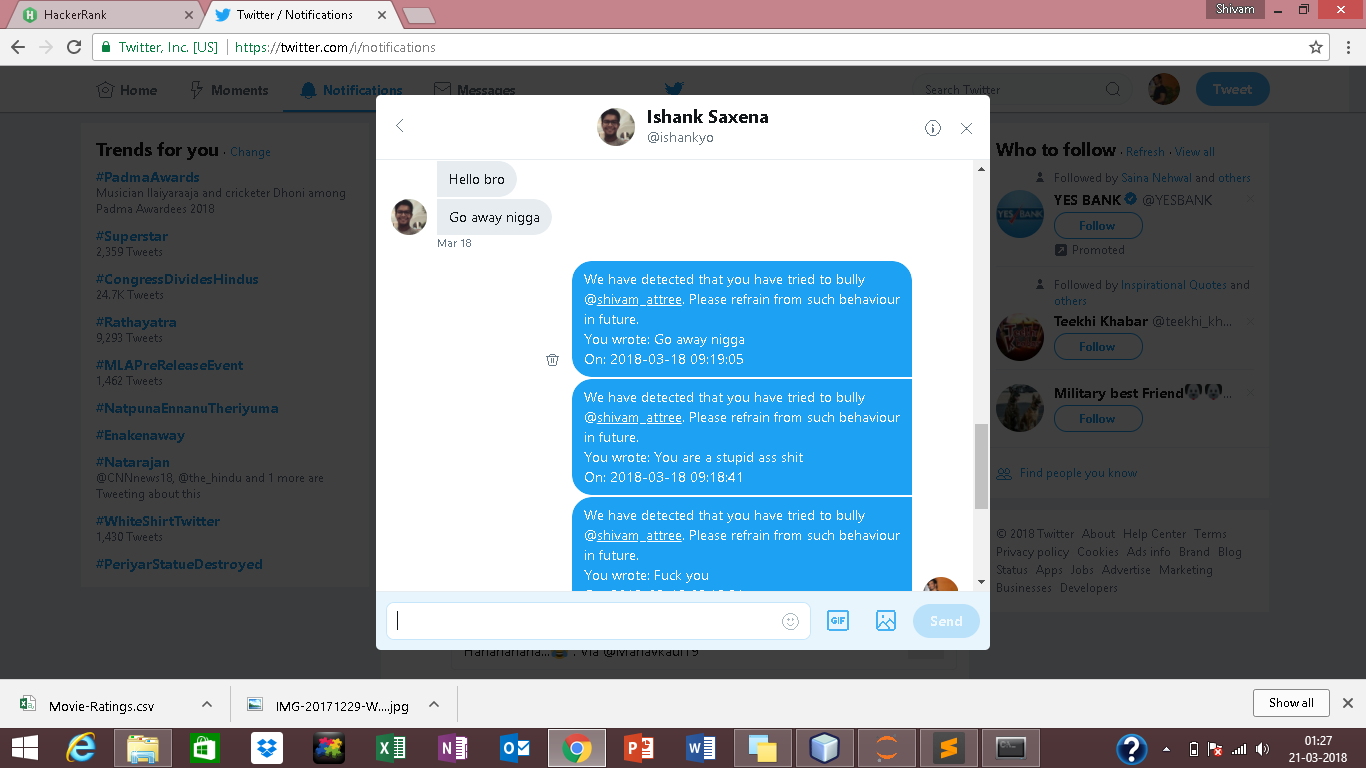 HackerRank
Twitter / Notifications
Shivam
Twitter, Inc. [US]
https://twitter.com/i/notifications
Home
Moments
Notifications
Messages
Search Twitter
Tweet
Trends for you · Change
#PadmaAwards
Musician Ilaiyaraaja and cricketer Dhoni among
Padma Awardees 2018
#Superstar
2,359 Tweets
#CongressDividesHindus
24.7K Tweets
#Rathayatra
9,293 Tweets
#MLAPreReleaseEvent
1,462 Tweets
#NatpunaEnnanuTheriyuma
#Enakenaway
#Natarajan
@CNNnews18, @the_hindu and 1 more are
Tweeting about this
#WhiteShirtTwitter
1,430 Tweets
#PeriyarStatueDestroyed
Ishank Saxena
@ishankyo
Hello bro
Go away nigga
Mar 18
We have detected that you have tried to bully
@shivam_attree. Please refrain from such behaviour
in future.
You wrote: Go away nigga
On: 2018-03-18 09:19:05
We have detected that you have tried to bully
@shivam_attree. Please refrain from such behaviour
in future.
You wrote: You are a stupid ass shit
On: 2018-03-18 09:18:41
We have detected that you have tried to bully
@shivam_attree. Please refrain from such behaviour
in future.
You wrote: Fuck you
GIF
Send
Who to follow · Refresh · View all
Followed by Saina Nehwal and others
YES BANK @YESBANK
YES BANK
Follow
Promoted
Followed by Inspirational Quotes and
others
Teekhi Khabar @teekhi_kh...
Follow
Military best Friend
Follow
Find people you know
© 2018 Twitter About Help Center Terms
Privacy policy Cookies Ads info Brand Blog
Status Apps Jobs Advertise Marketing
Businesses Developers
Movie-Ratings.csv
IMG-20171229-W....jpg
Show all
01:27
21-03-2018